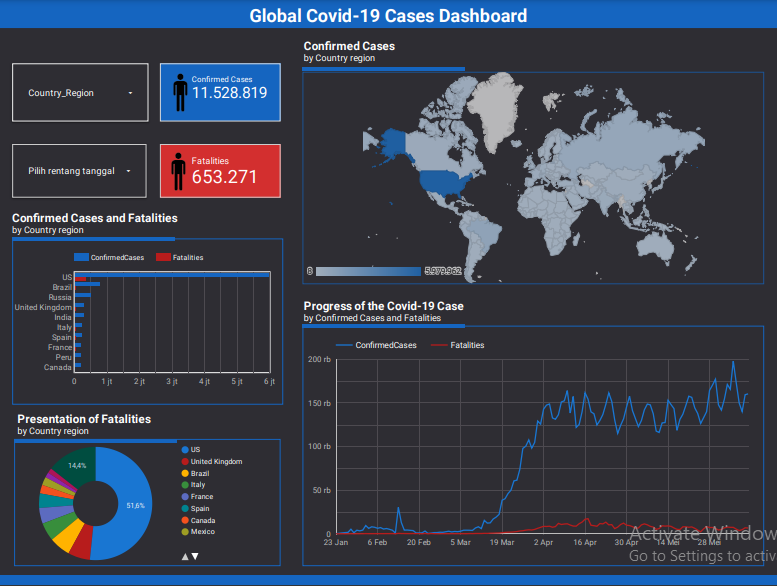 Global Covid-19 Cases Dashboard
Country_Region
Confirmed Cases
11.528.819
Pilih rentang tanggal
Fatalities
653.271
Confirmed Cases
by Country region
0
Confirmed Cases and Fatalities
by Country region
ConfirmedCases
Fatalities
US
Brazil
Russia
United Kingdom
India
Italy
Spain
France
Peru
Canada
0 1 jt 2 jt 3 jt 4 jt 5 jt 6 jt
Progress of the Covid-19 Case
by Confirmed Cases and Fatalities
ConfirmedCases
Fatalities
200 rb
150 rb
100 rb
50 rb
0
23 Jan 6 Feb 20 Feb 5 Mar 19 Mar 2 Apr 16 Apr 30 Apr 14 Mei 28 Mei
Presentation of Fatalities
by Country region
14,4%
51,6%
US
United Kingdom
Brazil
Italy
France
Spain
Canada
Mexico
Activate Window
Go to Settings to activ